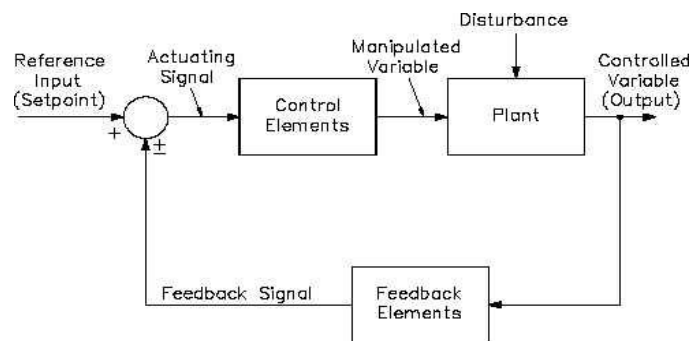 Disturbance
Reference
Input
(Setpoint)
Actuating
Signal
Manipulated
Variable
Controlled
Variable
(Output)
Control
Elements
Plant
+
±
Feedback Signal
Feedback
Elements